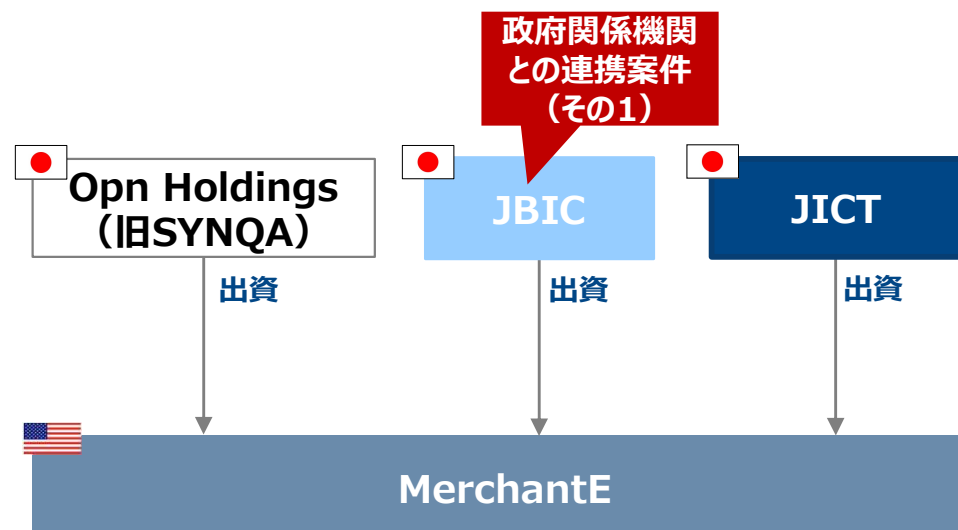 政府関係機関
との連携案件
（その1）
Opn Holdings
（旧SYNQA）
JBIC
JICT
出資
出資
出資
MerchantE